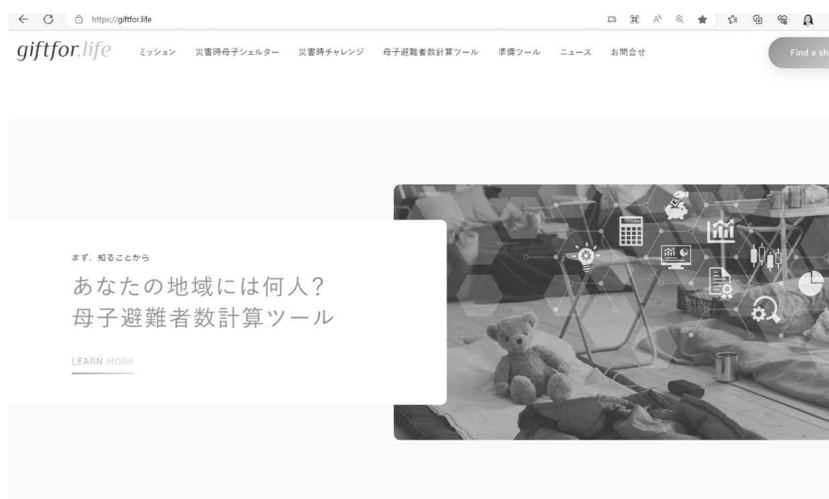 https://giftfor.life
giftfor.life ミッション 災害時母子シェルター 災害時チャレンジ 母子避難者数計算ツール 準備ツール ニュース お問合せ Find a sh
まず、知ることから
あなたの地域には何人?
母子避難者数計算ツール
LEARN MORE